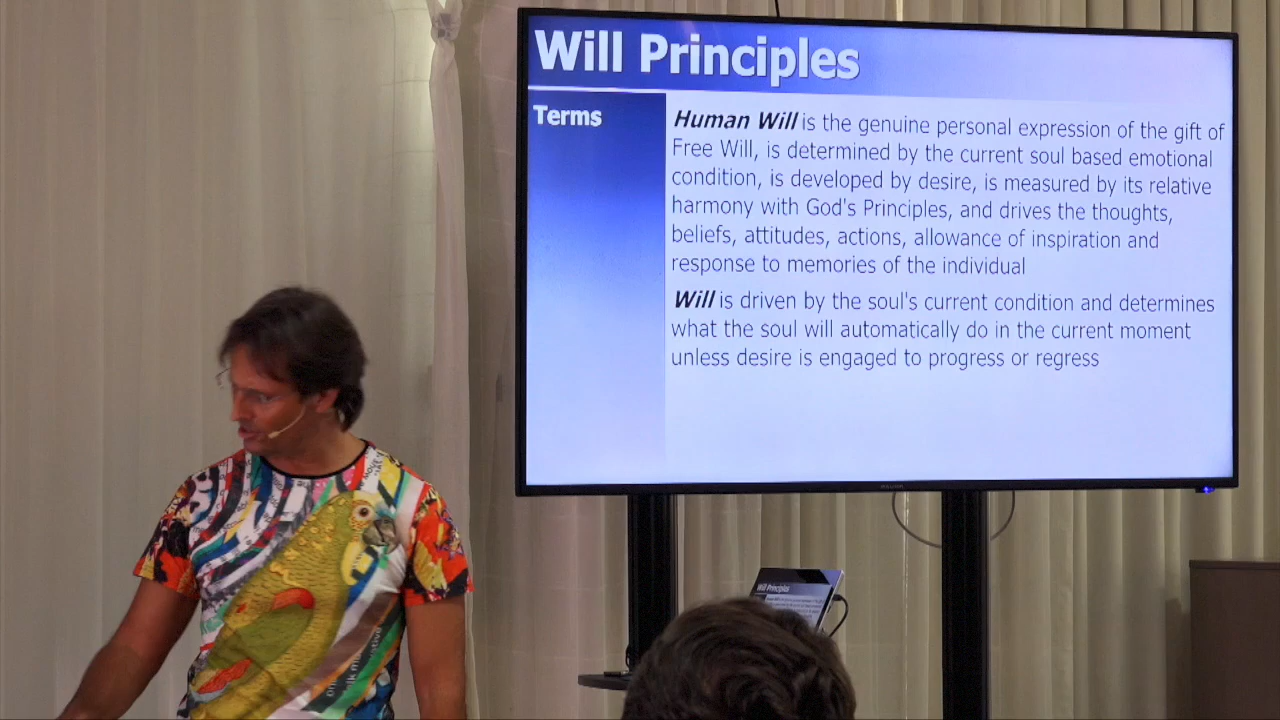 Will Principles
Terms
Human Will is the genuine personal expression of the gift of
Free Will, is determined by the current soul based emotional
condition, is developed by desire, is measured by its relative
harmony with God's Principles, and drives the thoughts,
beliefs, attitudes, actions, allowance of inspiration and
response to memories of the individual
Will is driven by the soul's current condition and determines
what the soul will automatically do in the current moment
unless desire is engaged to progress or regress
Will Principles